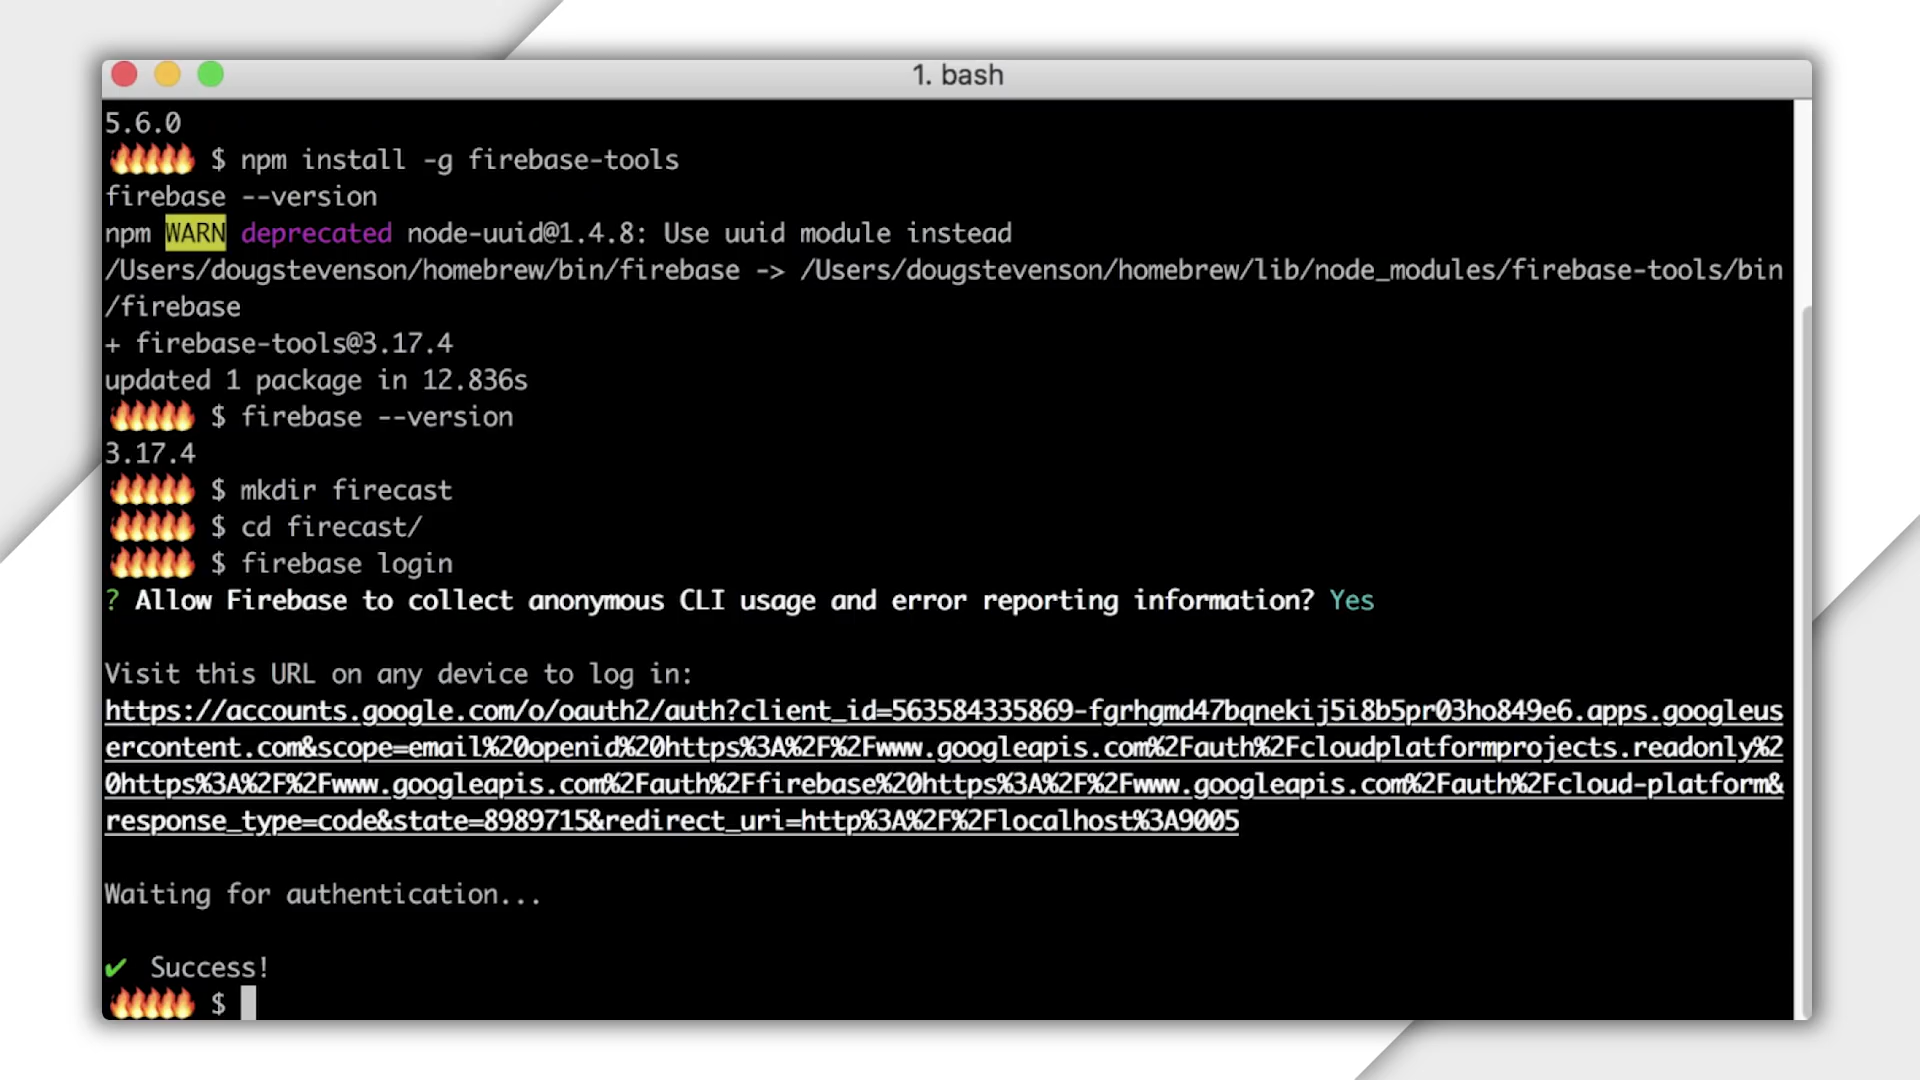 1. bash
5.6.0
🔥🔥🔥🔥🔥 $ npm install -g firebase-tools
firebase --version
npm WARN deprecated node-uuid@1.4.8: Use uuid module instead
/Users/dougstevenson/homebrew/bin/firebase -> /Users/dougstevenson/homebrew/lib/node_modules/firebase-tools/bin
/firebase
+ firebase-tools@3.17.4
updated 1 package in 12.836s
🔥🔥🔥🔥🔥 $ firebase --version
3.17.4
🔥🔥🔥🔥🔥 $ mkdir firecast
🔥🔥🔥🔥🔥 $ cd firecast/
🔥🔥🔥🔥🔥 $ firebase login
? Allow Firebase to collect anonymous CLI usage and error reporting information? Yes
Visit this URL on any device to log in:
https://accounts.google.com/o/oauth2/auth?client_id=563584335869-fgrhgmd47bqnekij5i8b5pr03ho849e6.apps.googleus
ercontent.com&scope=email%20openid%20https%3A%2F%2Fwww.googleapis.com%2Fauth%2Fcloudplatformprojects.readonly%2
0https%3A%2F%2Fwww.googleapis.com%2Fauth%2Ffirebase%20https%3A%2F%2Fwww.googleapis.com%2Fauth%2Fcloud-platform&
response_type=code&state=8989715&redirect_uri=http%3A%2F%2Flocalhost%3A9005
Waiting for authentication...
✔ Success!
🔥🔥🔥🔥🔥 $